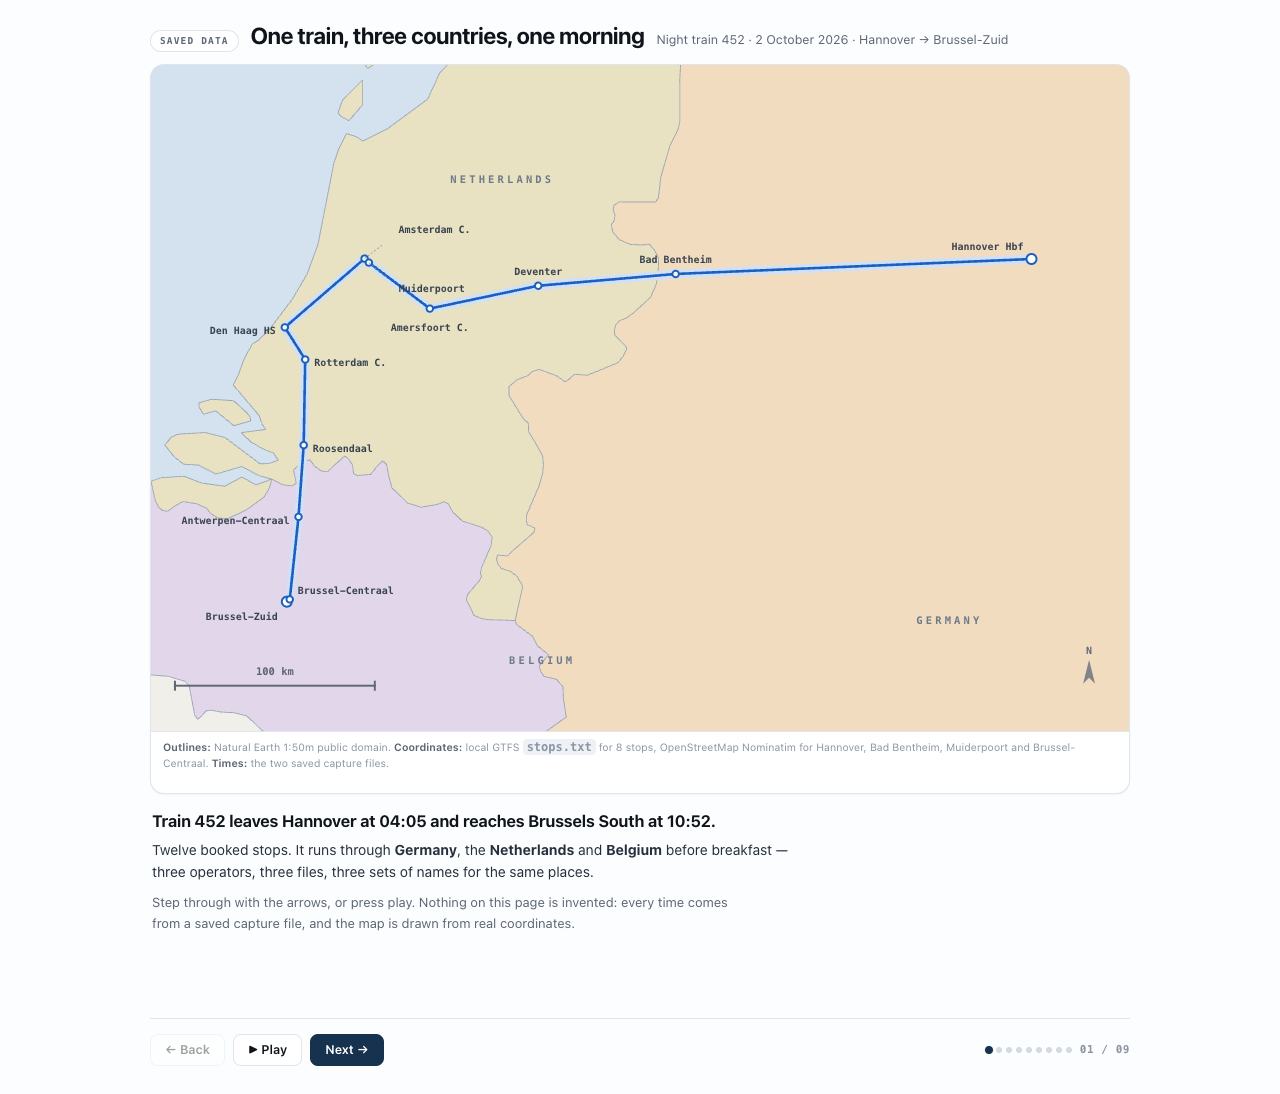 SAVED DATA
One train, three countries, one morning
Night train 452 · 2 October 2026 · Hannover → Brussel-Zuid
NETHERLANDS
Amsterdam C.
Hannover Hbf
Bad Bentheim
Deventer
Muiderpoort
Amersfoort C.
Den Haag HS
Rotterdam C.
Roosendaal
Antwerpen-Centraal
Brussel-Centraal
Brussel-Zuid
GERMANY
BELGIUM
N
100 km
Outlines: Natural Earth 1:50m public domain. Coordinates: local GTFS stops.txt for 8 stops, OpenStreetMap Nominatim for Hannover, Bad Bentheim, Muiderpoort and Brussel-
Centraal. Times: the two saved capture files.
Train 452 leaves Hannover at 04:05 and reaches Brussels South at 10:52.
Twelve booked stops. It runs through Germany, the Netherlands and Belgium before breakfast —
three operators, three files, three sets of names for the same places.
Step through with the arrows, or press play. Nothing on this page is invented: every time comes
from a saved capture file, and the map is drawn from real coordinates.
← Back
▶ Play
Next →
01 / 09